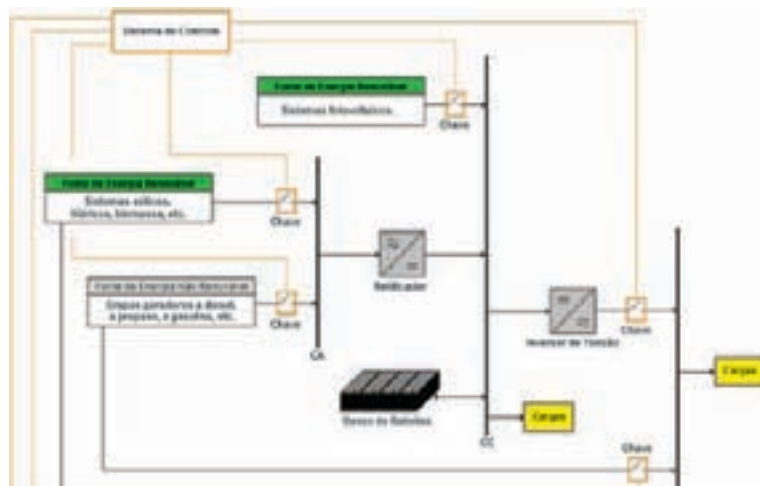 Sistema de Controle
Fonte de Energia Renovável
Sistemas fotovoltaicos.
Chave
Fonte de Energia Renovável
Sistemas eólicos,
hídricos, biomassa, etc.
Chave
Fonte de Energia Não Renovável
Grupos geradores a diesel,
a propano, a gasolina, etc.
Chave
CA
Retificador
CC
Inversor de Tensão
Chave
Cargas
Banco de Baterias
Cargas
CC
Chave